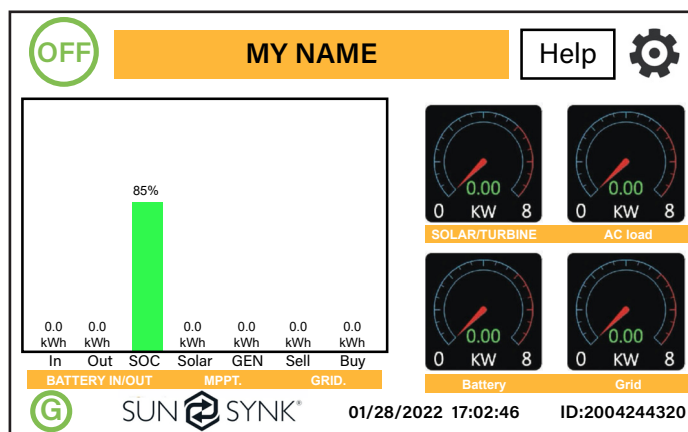 OFF
MY NAME
Help
85%
0.0 0.0 0.0 0.0 0.0 0.0
kWh kWh kWh kWh kWh kWh
In Out SOC Solar GEN Sell Buy
BATTERY IN/OUT MPPT. GRID.
0.00
0 KW 8
SOLAR/TURBINE
0.00
0 KW 8
AC load
0.00
0 KW 8
Battery
0.00
0 KW 8
Grid
G
SUN SYNK®
01/28/2022 17:02:46
ID:2004244320